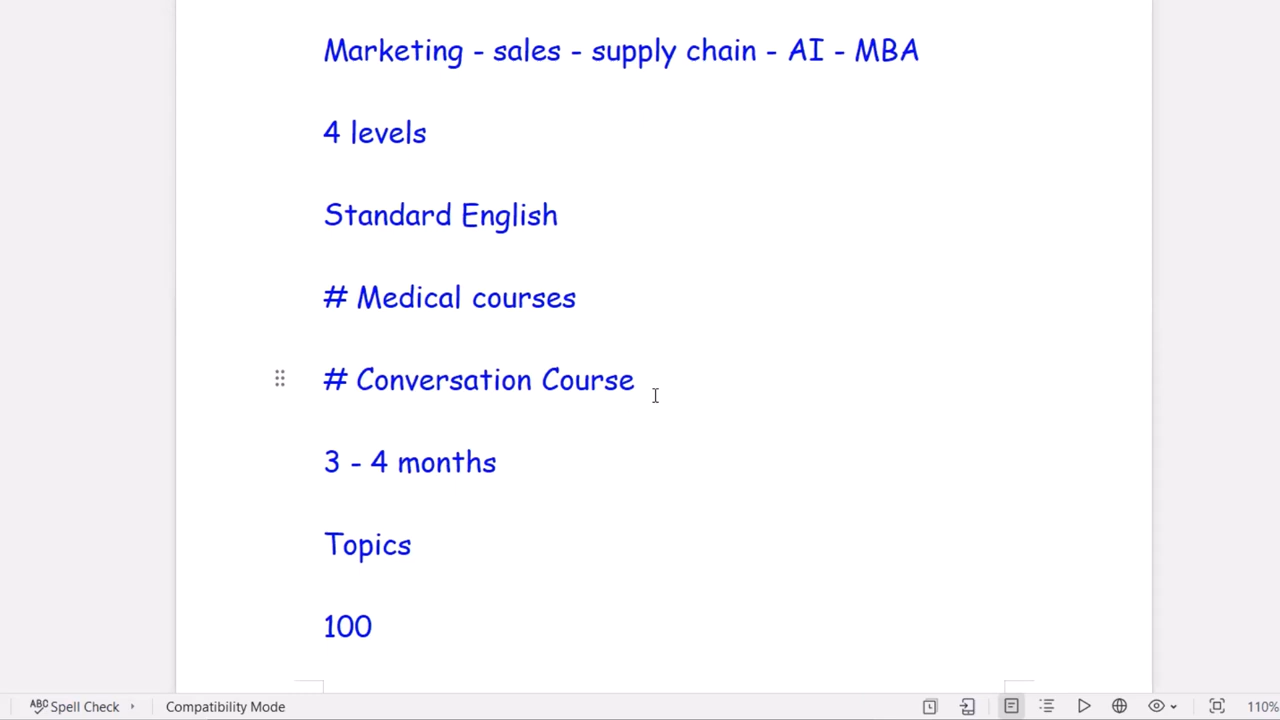 Marketing - sales - supply chain - AI - MBA
4 levels
Standard English
# Medical courses
# Conversation Course
3 - 4 months
Topics
100
ABC Spell Check
Compatibility Mode
110%